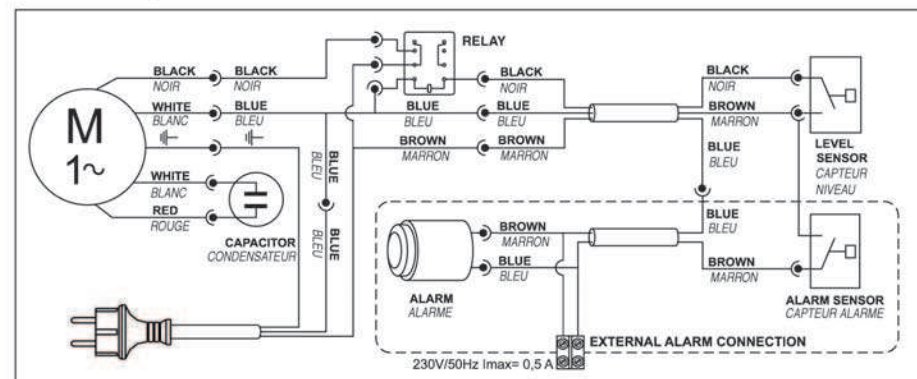 RELAY
BLACK
NOIR
BLACK
NOIR
BLACK
NOIR
BLACK
NOIR
WHITE
BLANC
BLUE
BLEU
BLUE
BLEU
BLUE
BLEU
BROWN
MARRON
M
1~
BROWN
MARRON
BROWN
MARRON
BLUE
BLEU
LEVEL
SENSOR
CAPTEUR
NIVEAU
BLUE
BLEU
WHITE
BLANC
RED
ROUGE
CAPACITOR
CONDENSATEUR
BLUE
BLEU
BROWN
MARRON
BLUE
BLEU
BLUE
BLEU
BROWN
MARRON
ALARM
ALARME
ALARM SENSOR
CAPTEUR ALARME
EXTERNAL ALARM CONNECTION
230V/50Hz Imax= 0,5 A